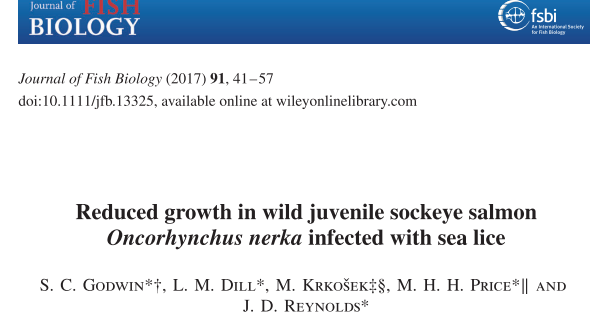 Journal of FISH
BIOLOGY
fsbi
An International Society
for Fish Biology
Journal of Fish Biology (2017) 91, 41–57
doi:10.1111/jfb.13325, available online at wileyonlinelibrary.com
Reduced growth in wild juvenile sockeye salmon
Oncorhynchus nerka infected with sea lice
S. C. Godwin*†, L. M. Dill*, M. Krkošek‡§, M. H. H. Price*‖ and
J. D. Reynolds*